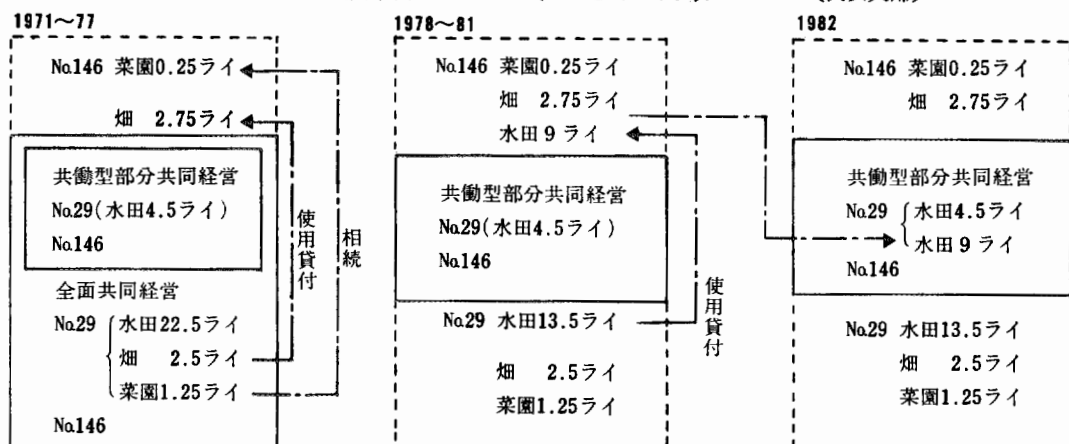 1971～77
No.146 菜園0.25ライ
畑 2.75ライ
共働型部分共同経営
No.29(水田4.5ライ)
No.146
全面共同経営
No.29 水田22.5ライ
畑 2.5ライ
菜園1.25ライ
No.146
使用貸付
相続
1978～81
No.146 菜園0.25ライ
畑 2.75ライ
水田9ライ
共働型部分共同経営
No.29(水田4.5ライ)
No.146
No.29 水田13.5ライ
畑 2.5ライ
菜園1.25ライ
使用貸付
1982
No.146 菜園0.25ライ
畑 2.75ライ
共働型部分共同経営
No.29 水田4.5ライ
水田9ライ
No.146
No.29 水田13.5ライ
畑 2.5ライ
菜園1.25ライ